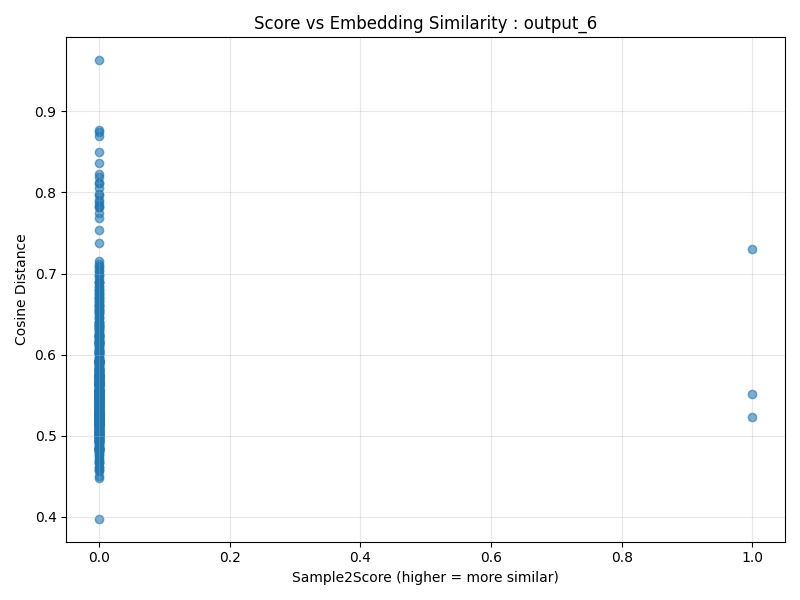 Score vs Embedding Similarity : output_6
Cosine Distance
0.9
0.8
0.7
0.6
0.5
0.4
0.0 0.2 0.4 0.6 0.8 1.0
Sample2Score (higher = more similar)